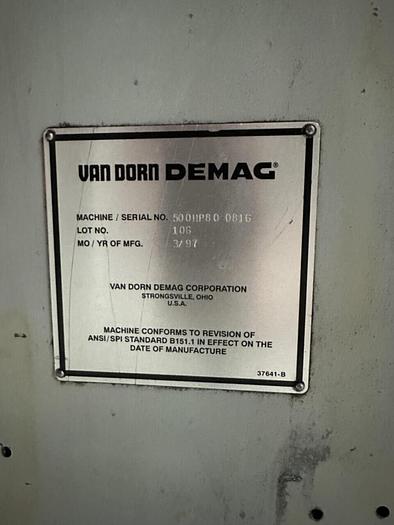 VAN DORN DEMAG®
MACHINE / SERIAL NO. 500HP80 0816
LOT NO. 106
MO / YR OF MFG. 3/97
VAN DORN DEMAG CORPORATION
STRONGSVILLE, OHIO
U.S.A.
MACHINE CONFORMS TO REVISION OF
ANSI/SPI STANDARD B151.1 IN EFFECT ON THE
DATE OF MANUFACTURE
37641-B